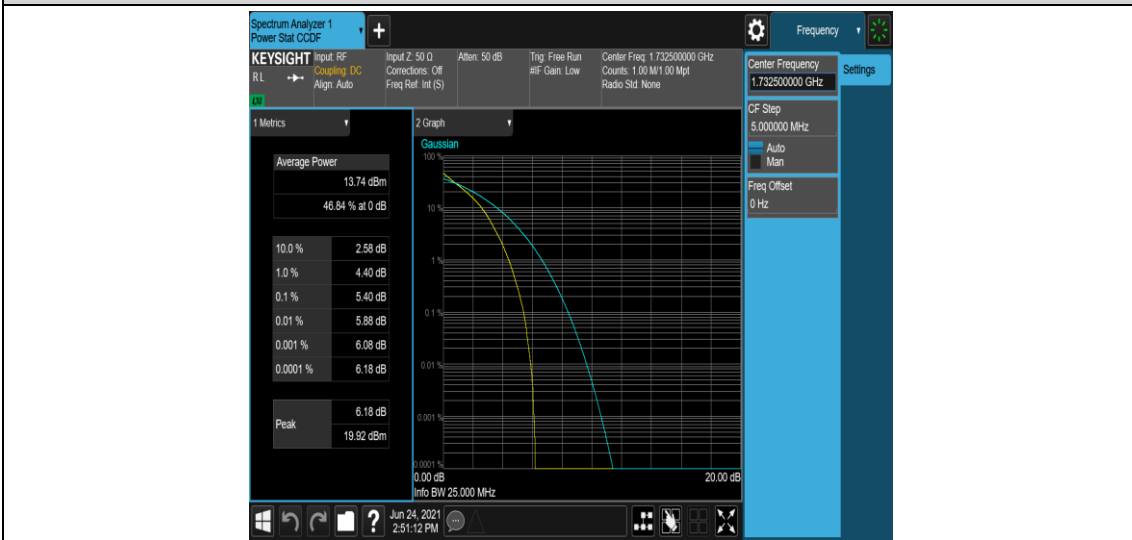 Spectrum Analyzer 1
Power Stat CCDF
+
Frequency
KEYSIGHT
Input: RF
Coupling: DC
Align: Auto
RL
LXI
Input Z: 50 Ω
Corrections: Off
Freq Ref: Int (S)
Atten: 50 dB
Trig: Free Run
#IF Gain: Low
Center Freq: 1.732500000 GHz
Counts: 1.00 M/1.00 Mpt
Radio Std: None
Center Frequency
1.732500000 GHz
Settings
CF Step
5.000000 MHz
Auto
Man
Freq Offset
0 Hz
1 Metrics
Average Power
13.74 dBm
46.84 % at 0 dB
10.0 % 2.58 dB
1.0 % 4.40 dB
0.1 % 5.40 dB
0.01 % 5.88 dB
0.001 % 6.08 dB
0.0001 % 6.18 dB
Peak
6.18 dB
19.92 dBm
2 Graph
Gaussian
100 %
10 %
1 %
0.1 %
0.01 %
0.001 %
0.0001 %
0.00 dB 20.00 dB
Info BW 25.000 MHz
?
Jun 24, 2021
2:51:12 PM